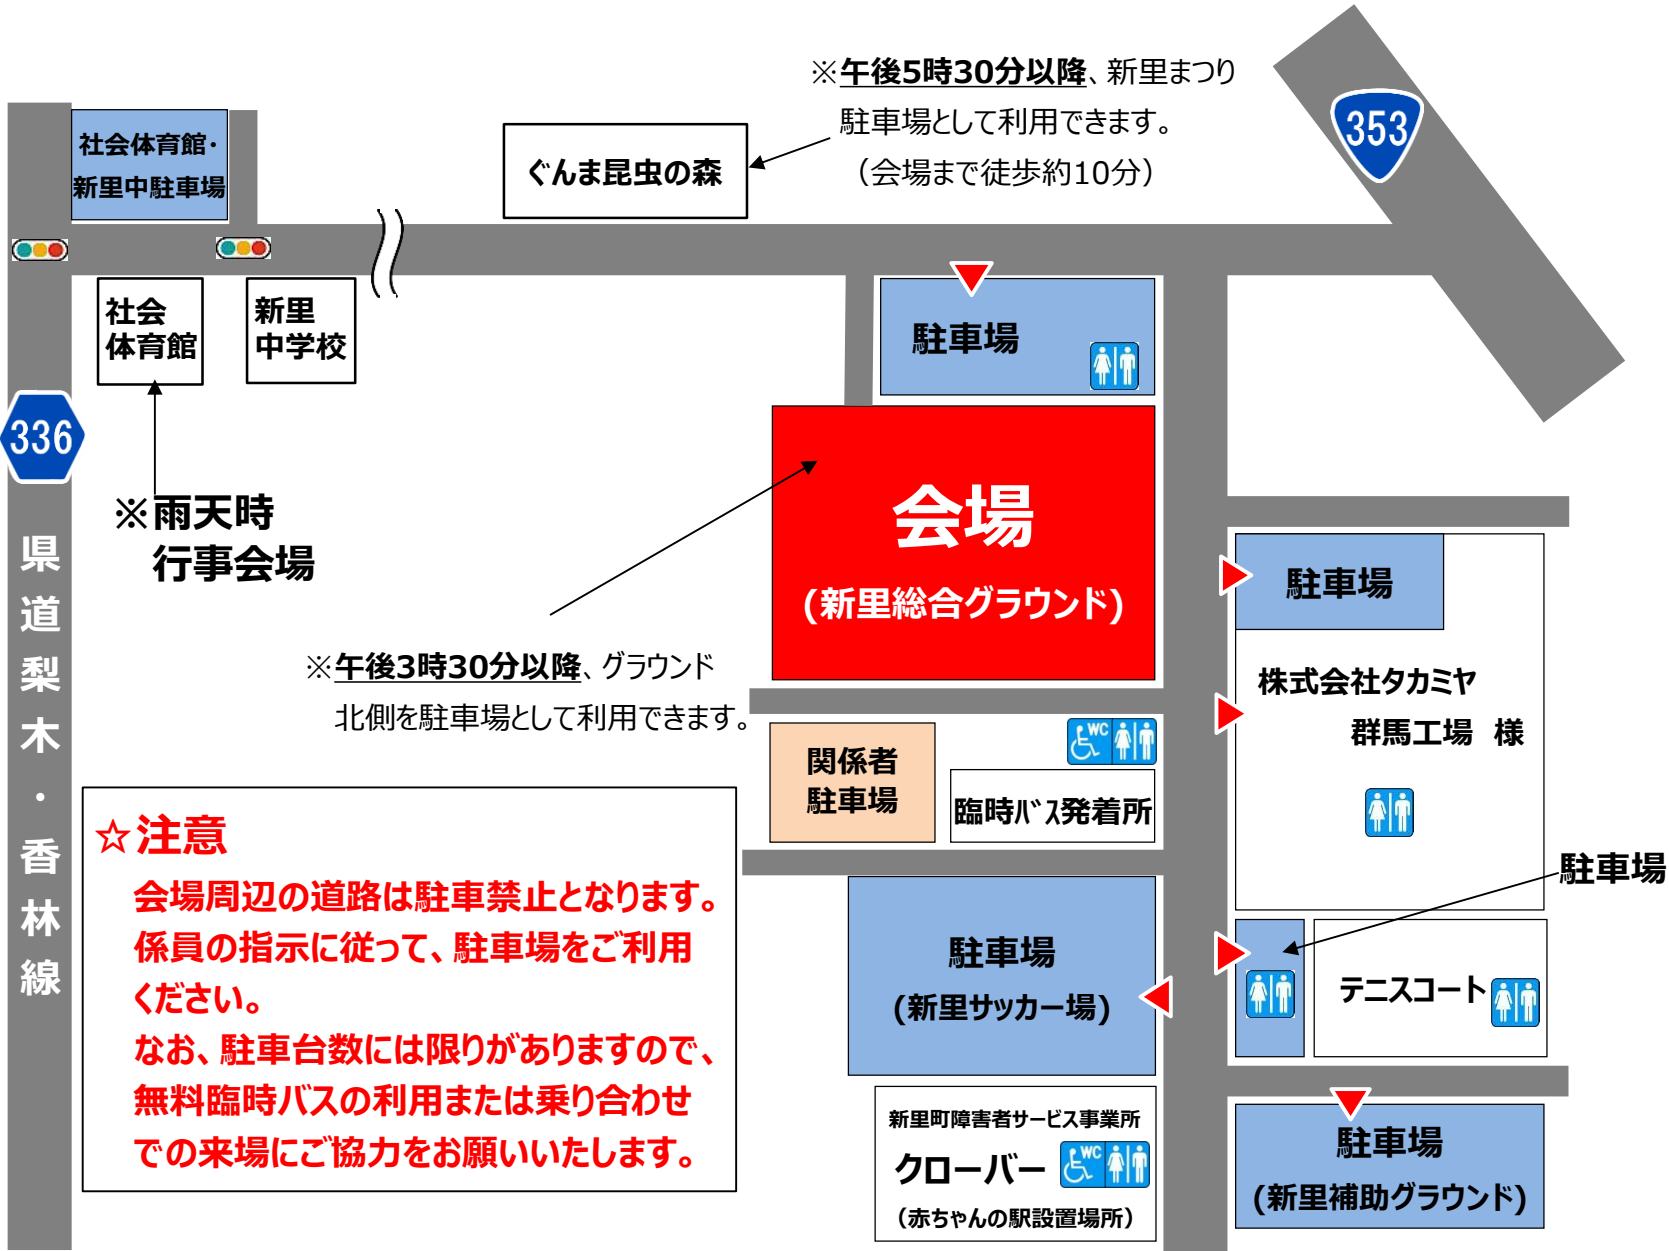 ※午後5時30分以降、新里まつり
駐車場として利用できます。
（会場まで徒歩約10分）
353
社会体育館・
新里中駐車場
ぐんま昆虫の森
社会
体育館
新里
中学校
駐車場
336
※雨天時
行事会場
県道梨木・香林線
会場
(新里総合グラウンド)
駐車場
※午後3時30分以降、グラウンド
北側を駐車場として利用できます。
株式会社タカミヤ
群馬工場 様
関係者
駐車場
WC
臨時バス発着所
☆注意
会場周辺の道路は駐車禁止となります。
係員の指示に従って、駐車場をご利用
ください。
なお、駐車台数には限りがありますので、
無料臨時バスの利用または乗り合わせ
での来場にご協力をお願いいたします。
駐車場
駐車場
(新里サッカー場)
テニスコート
新里町障害者サービス事業所
クローバー
WC
（赤ちゃんの駅設置場所）
駐車場
(新里補助グラウンド)